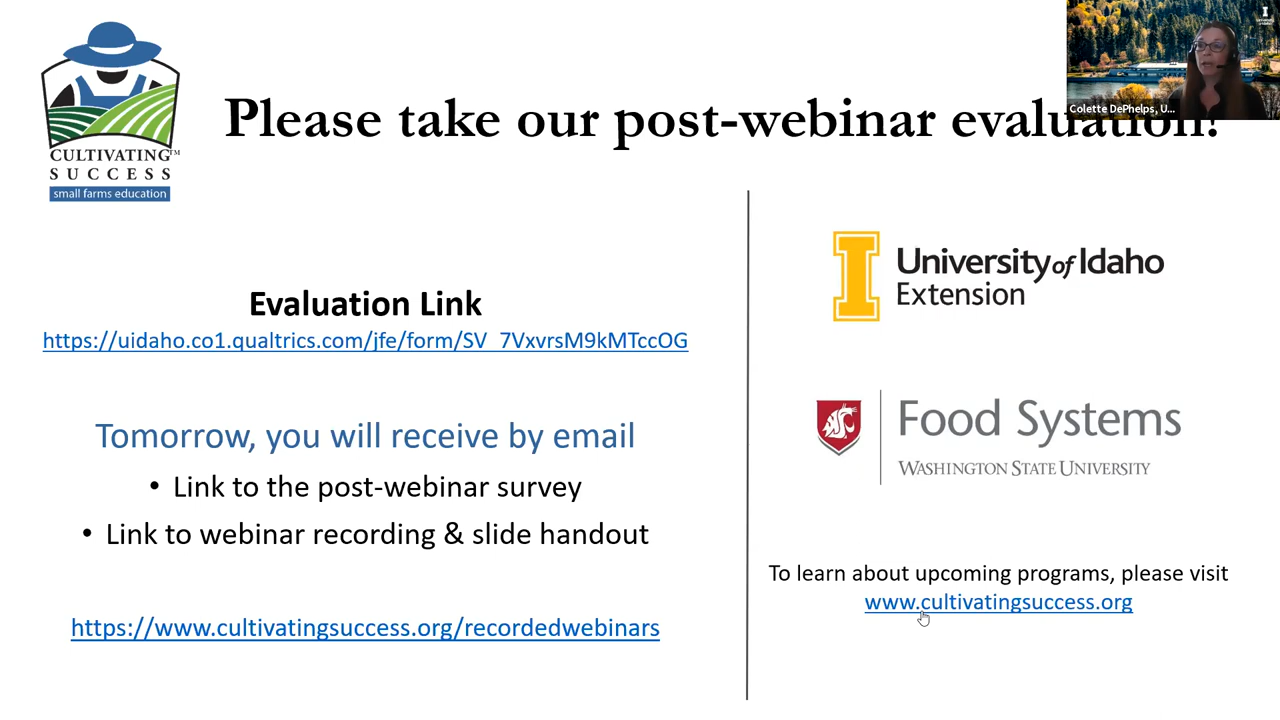 Please take our post-webinar evaluation!
Colette DePhelps, U...
CULTIVATING™
SUCCESS
small farms education
Evaluation Link
https://uidaho.co1.qualtrics.com/jfe/form/SV_7VxvrsM9kMTccOG
Tomorrow, you will receive by email
• Link to the post-webinar survey
• Link to webinar recording & slide handout
https://www.cultivatingsuccess.org/recordedwebinars
I
University of Idaho
Extension
Food Systems
WASHINGTON STATE UNIVERSITY
To learn about upcoming programs, please visit
www.cultivatingsuccess.org